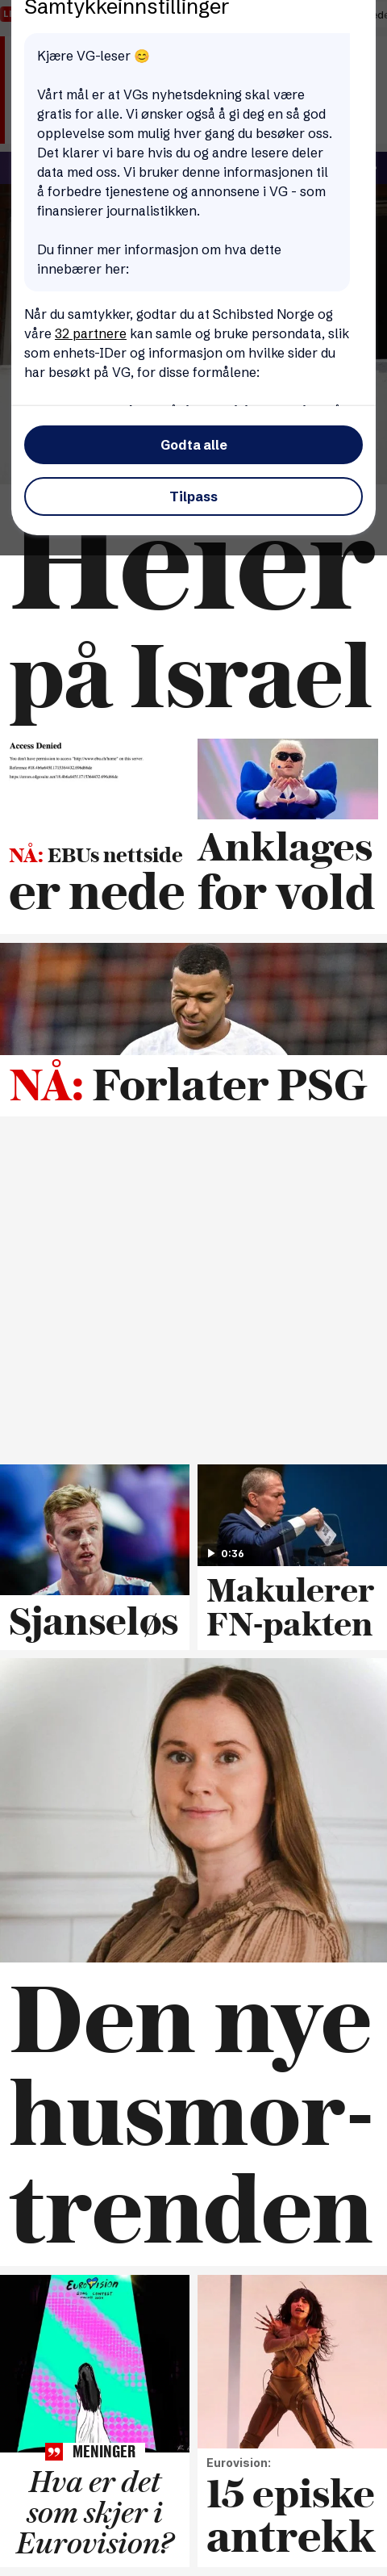 Samtykkeinnstillinger
Kjære VG-leser 😊
Vårt mål er at VGs nyhetsdekning skal være
gratis for alle. Vi ønsker også å gi deg en så god
opplevelse som mulig hver gang du besøker oss.
Det klarer vi bare hvis du og andre lesere deler
data med oss. Vi bruker denne informasjonen til
å forbedre tjenestene og annonsene i VG - som
finansierer journalistikken.
Du finner mer informasjon om hva dette
innebærer her:
Når du samtykker, godtar du at Schibsted Norge og
våre 32 partnere kan samle og bruke persondata, slik
som enhets-IDer og informasjon om hvilke sider du
har besøkt på VG, for disse formålene:
Godta alle
Tilpass
Heier
på Israel
Access Denied
NÅ: EBUs nettside
er nede
Anklages
for vold
NÅ: Forlater PSG
Sjanseløs
0:36
Makulerer
FN-pakten
Den nye
husmor-
trenden
EUROVISION
MENINGER
Hva er det
som skjer i
Eurovision?
Eurovision:
15 episke
antrekk